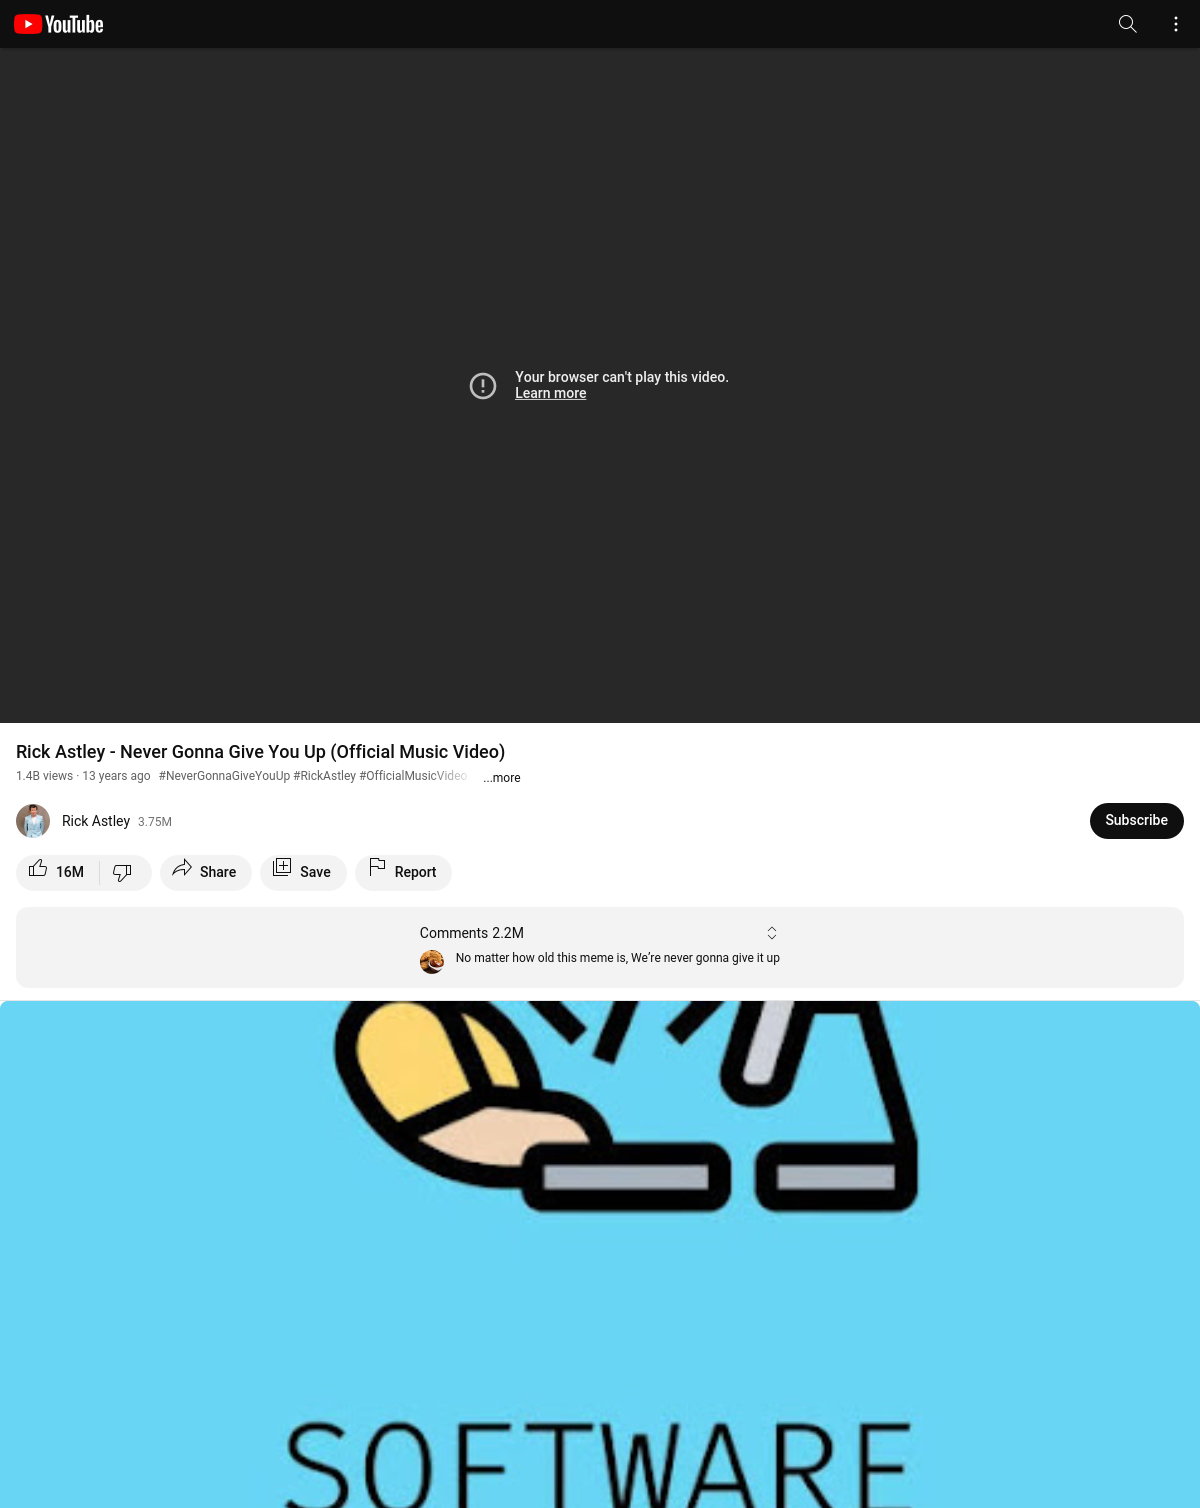 YouTube
Your browser can't play this video.
Learn more
Rick Astley - Never Gonna Give You Up (Official Music Video)
1.4B views · 13 years ago #NeverGonnaGiveYouUp #RickAstley #OfficialMusicVideo ...more
Rick Astley 3.75M
Subscribe
16M Share Save Report
Comments 2.2M
No matter how old this meme is, We’re never gonna give it up
SOFTWARE